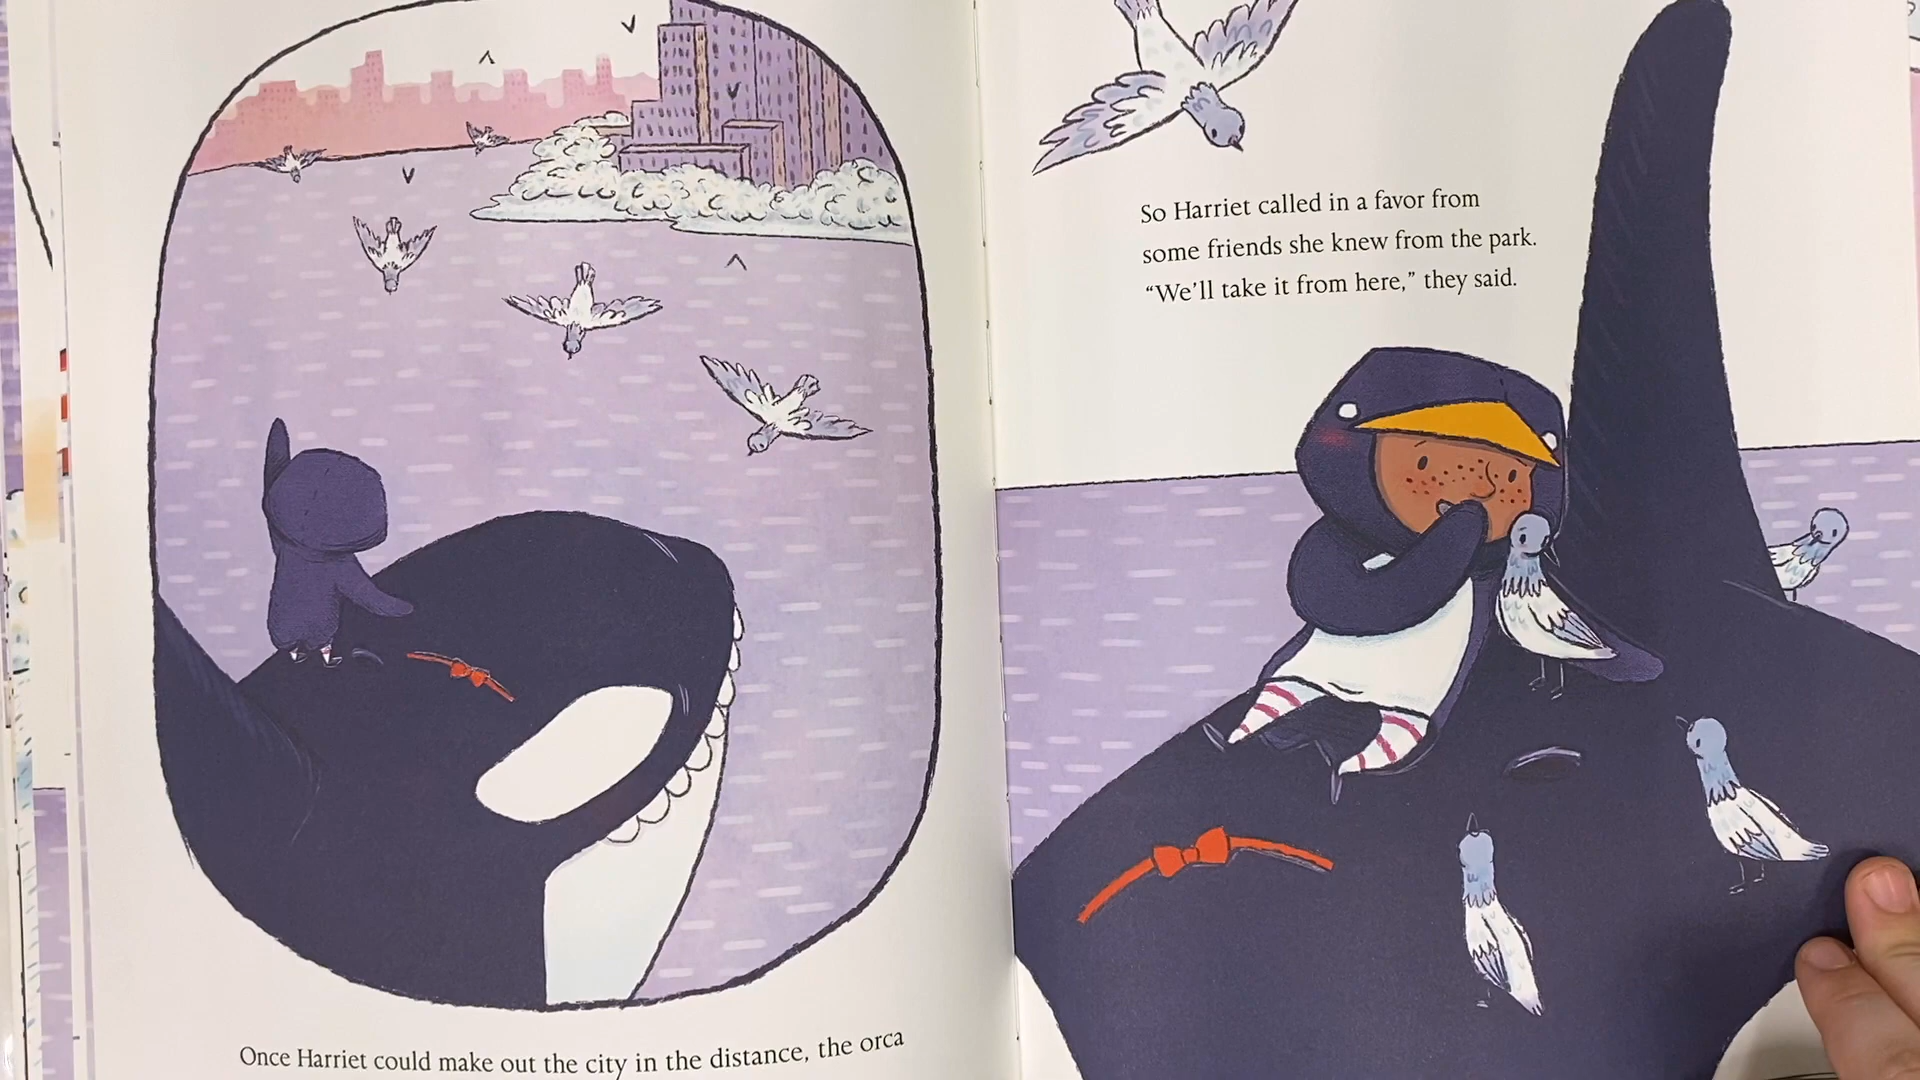 Once Harriet could make out the city in the distance, the orca
So Harriet called in a favor from
some friends she knew from the park.
“We’ll take it from here,” they said.